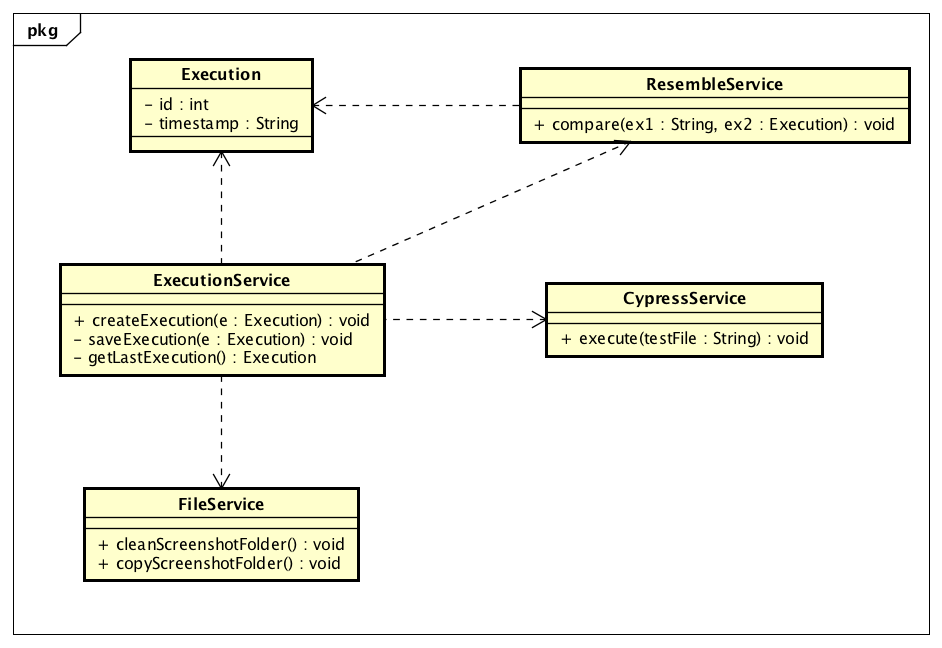 pkg
Execution
- id : int
- timestamp : String
ResembleService
+ compare(ex1 : String, ex2 : Execution) : void
ExecutionService
+ createExecution(e : Execution) : void
- saveExecution(e : Execution) : void
- getLastExecution() : Execution
CypressService
+ execute(testFile : String) : void
FileService
+ cleanScreenshotFolder() : void
+ copyScreenshotFolder() : void